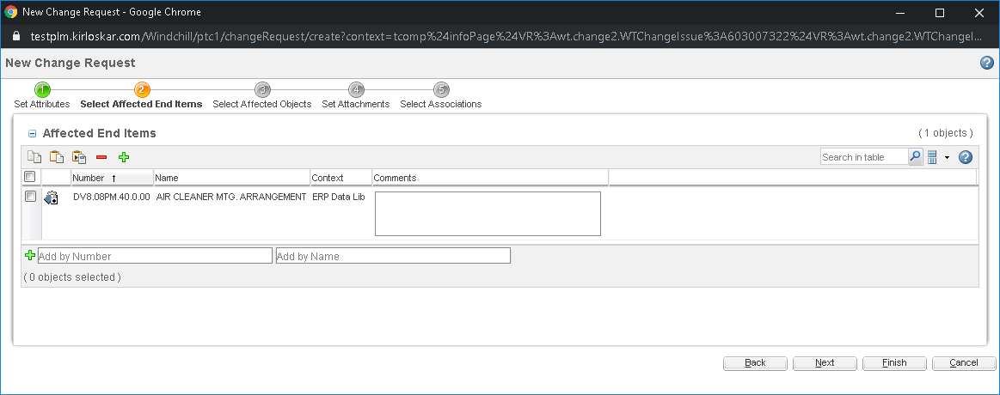 New Change Request - Google Chrome
testplm.kirloskar.com/Windchill/ptc1/changeRequest/create?context=tcomp%24infoPage%24VR%3Awt.change2.WTChangeIssue%3A603007322%24VR%3Awt.change2.WTChangeI...
New Change Request
1 2 3 4 5
Set Attributes Select Affected End Items Select Affected Objects Set Attachments Select Associations
Affected End Items ( 1 objects )
Search in table
Number ↑ Name Context Comments
DV8.08PM.40.0.00 AIR CLEANER MTG. ARRANGEMENT ERP Data Lib
Add by Number Add by Name
( 0 objects selected )
Back Next Finish Cancel